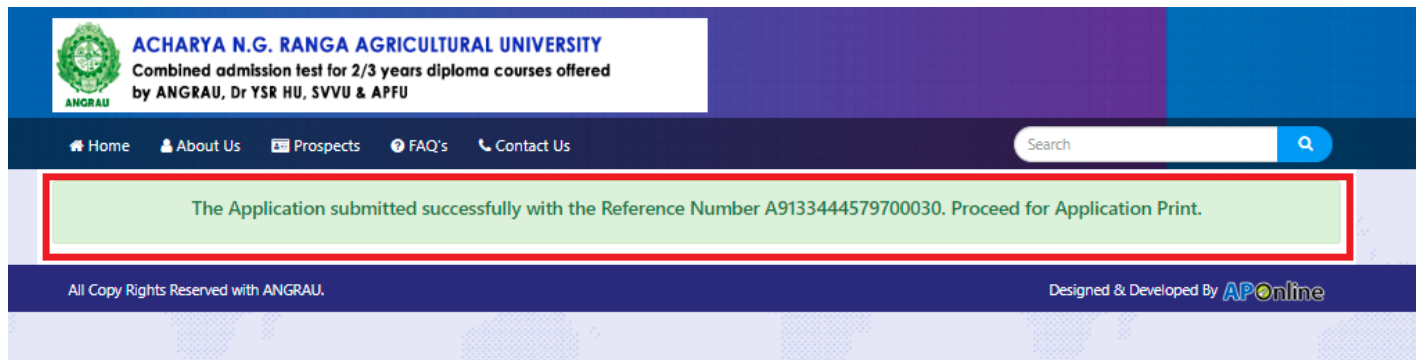 ACHARYA N.G. RANGA AGRICULTURAL UNIVERSITY
Combined admission test for 2/3 years diploma courses offered
by ANGRAU, Dr YSR HU, SVVU & APFU
ANGRAU
Home About Us Prospects FAQ's Contact Us Search
The Application submitted successfully with the Reference Number A9133444579700030. Proceed for Application Print.
All Copy Rights Reserved with ANGRAU. Designed & Developed By APOnline